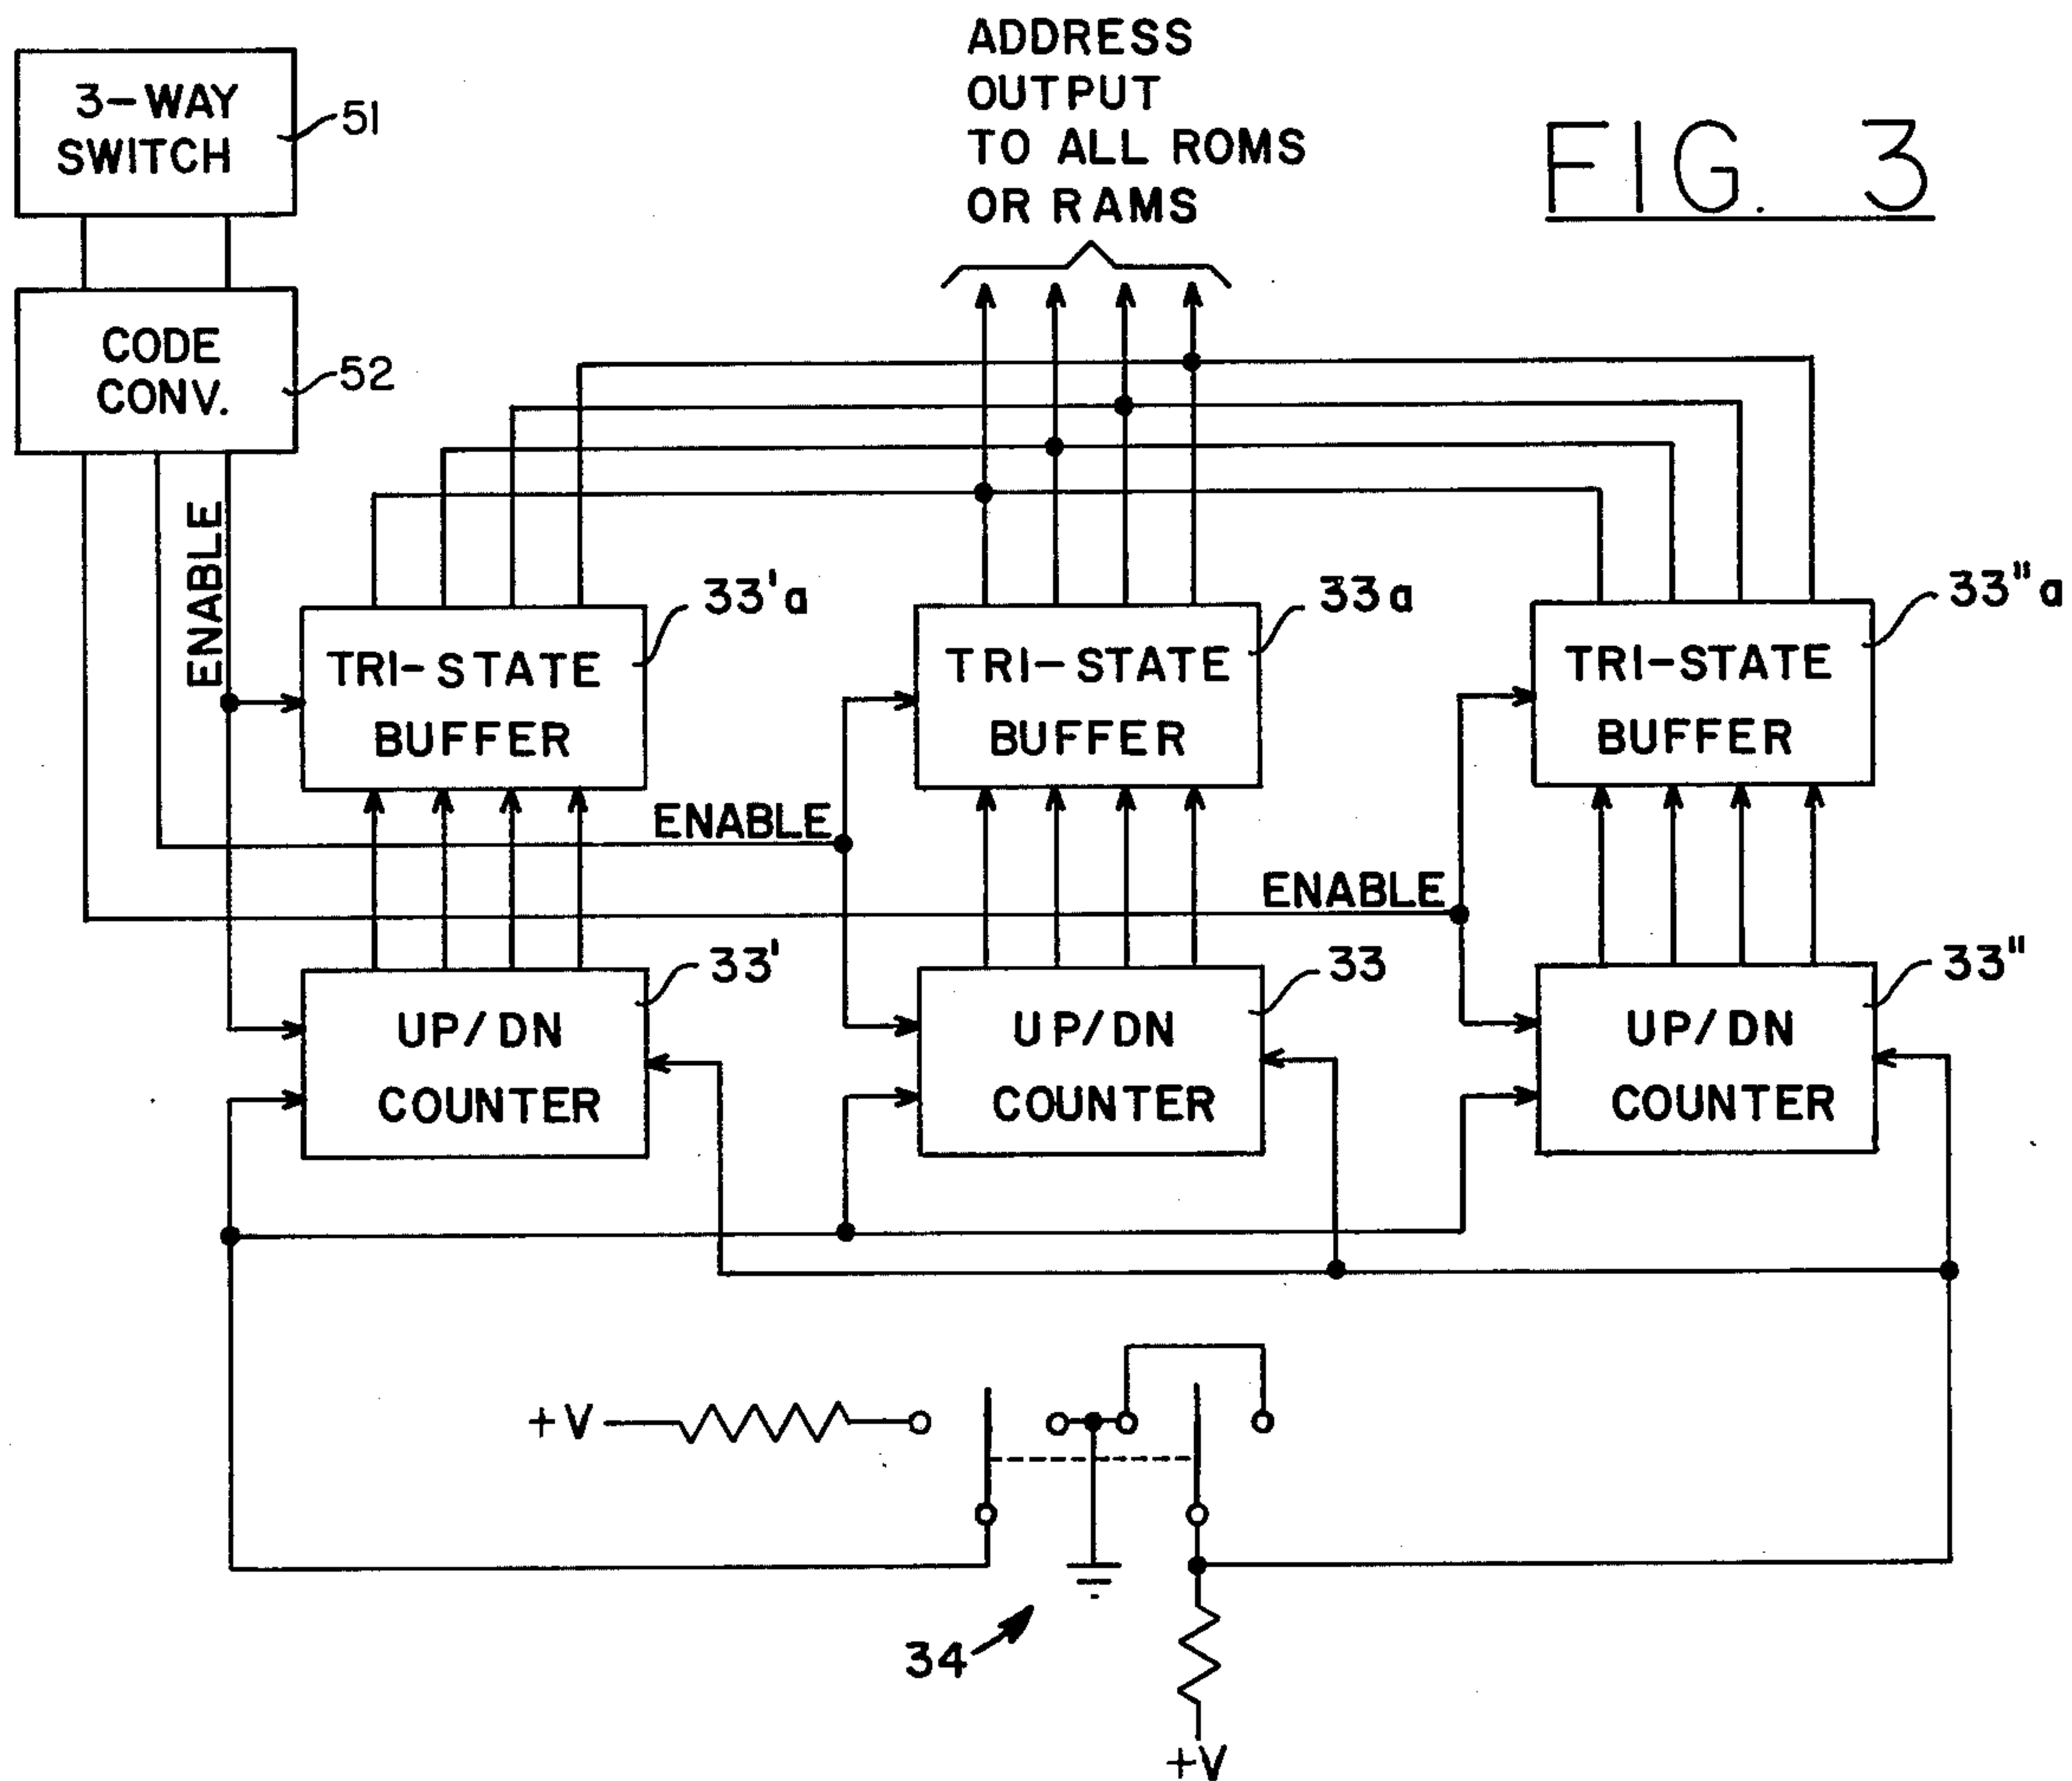 ADDRESS
OUTPUT
TO ALL ROMS
OR RAMS
FIG. 3
3-WAY
SWITCH
51
CODE
CONV.
52
ENABLE
33'a
33a
33"a
TRI-STATE
BUFFER
TRI-STATE
BUFFER
TRI-STATE
BUFFER
ENABLE
ENABLE
33'
33
33"
UP/DN
COUNTER
UP/DN
COUNTER
UP/DN
COUNTER
+V
34
+V